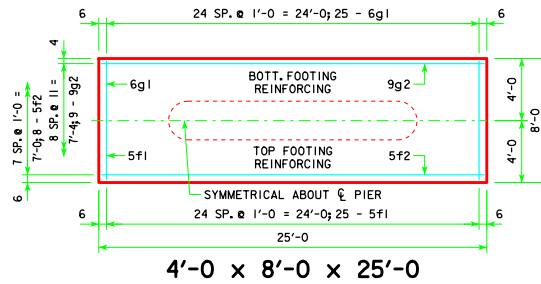 6
24 SP.@ 1'-0 = 24'-0; 25 - 6g1
6
4
BOTT. FOOTING
REINFORCING
6g1
9g2
7 SP.@ 1'-0 =
7'-0; 8 - 5f2
8 SP.@ 11 =
7'-4; 9 - 9g2
4'-0
8'-0
4'-0
TOP FOOTING
REINFORCING
5f1
5f2
6
SYMMETRICAL ABOUT ℄ PIER
6
24 SP.@ 1'-0 = 24'-0; 25 - 5f1
6
25'-0
4'-0 x 8'-0 x 25'-0